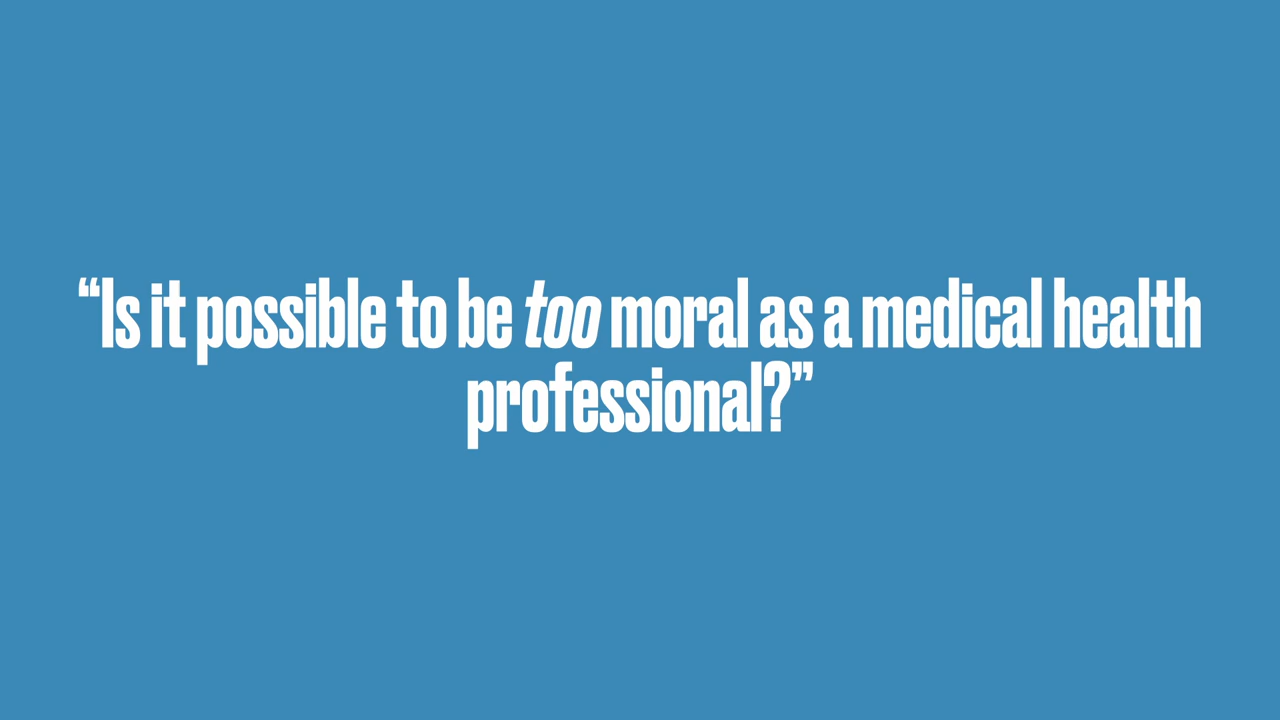 “Is it possible to be too moral as a medical health
professional?”